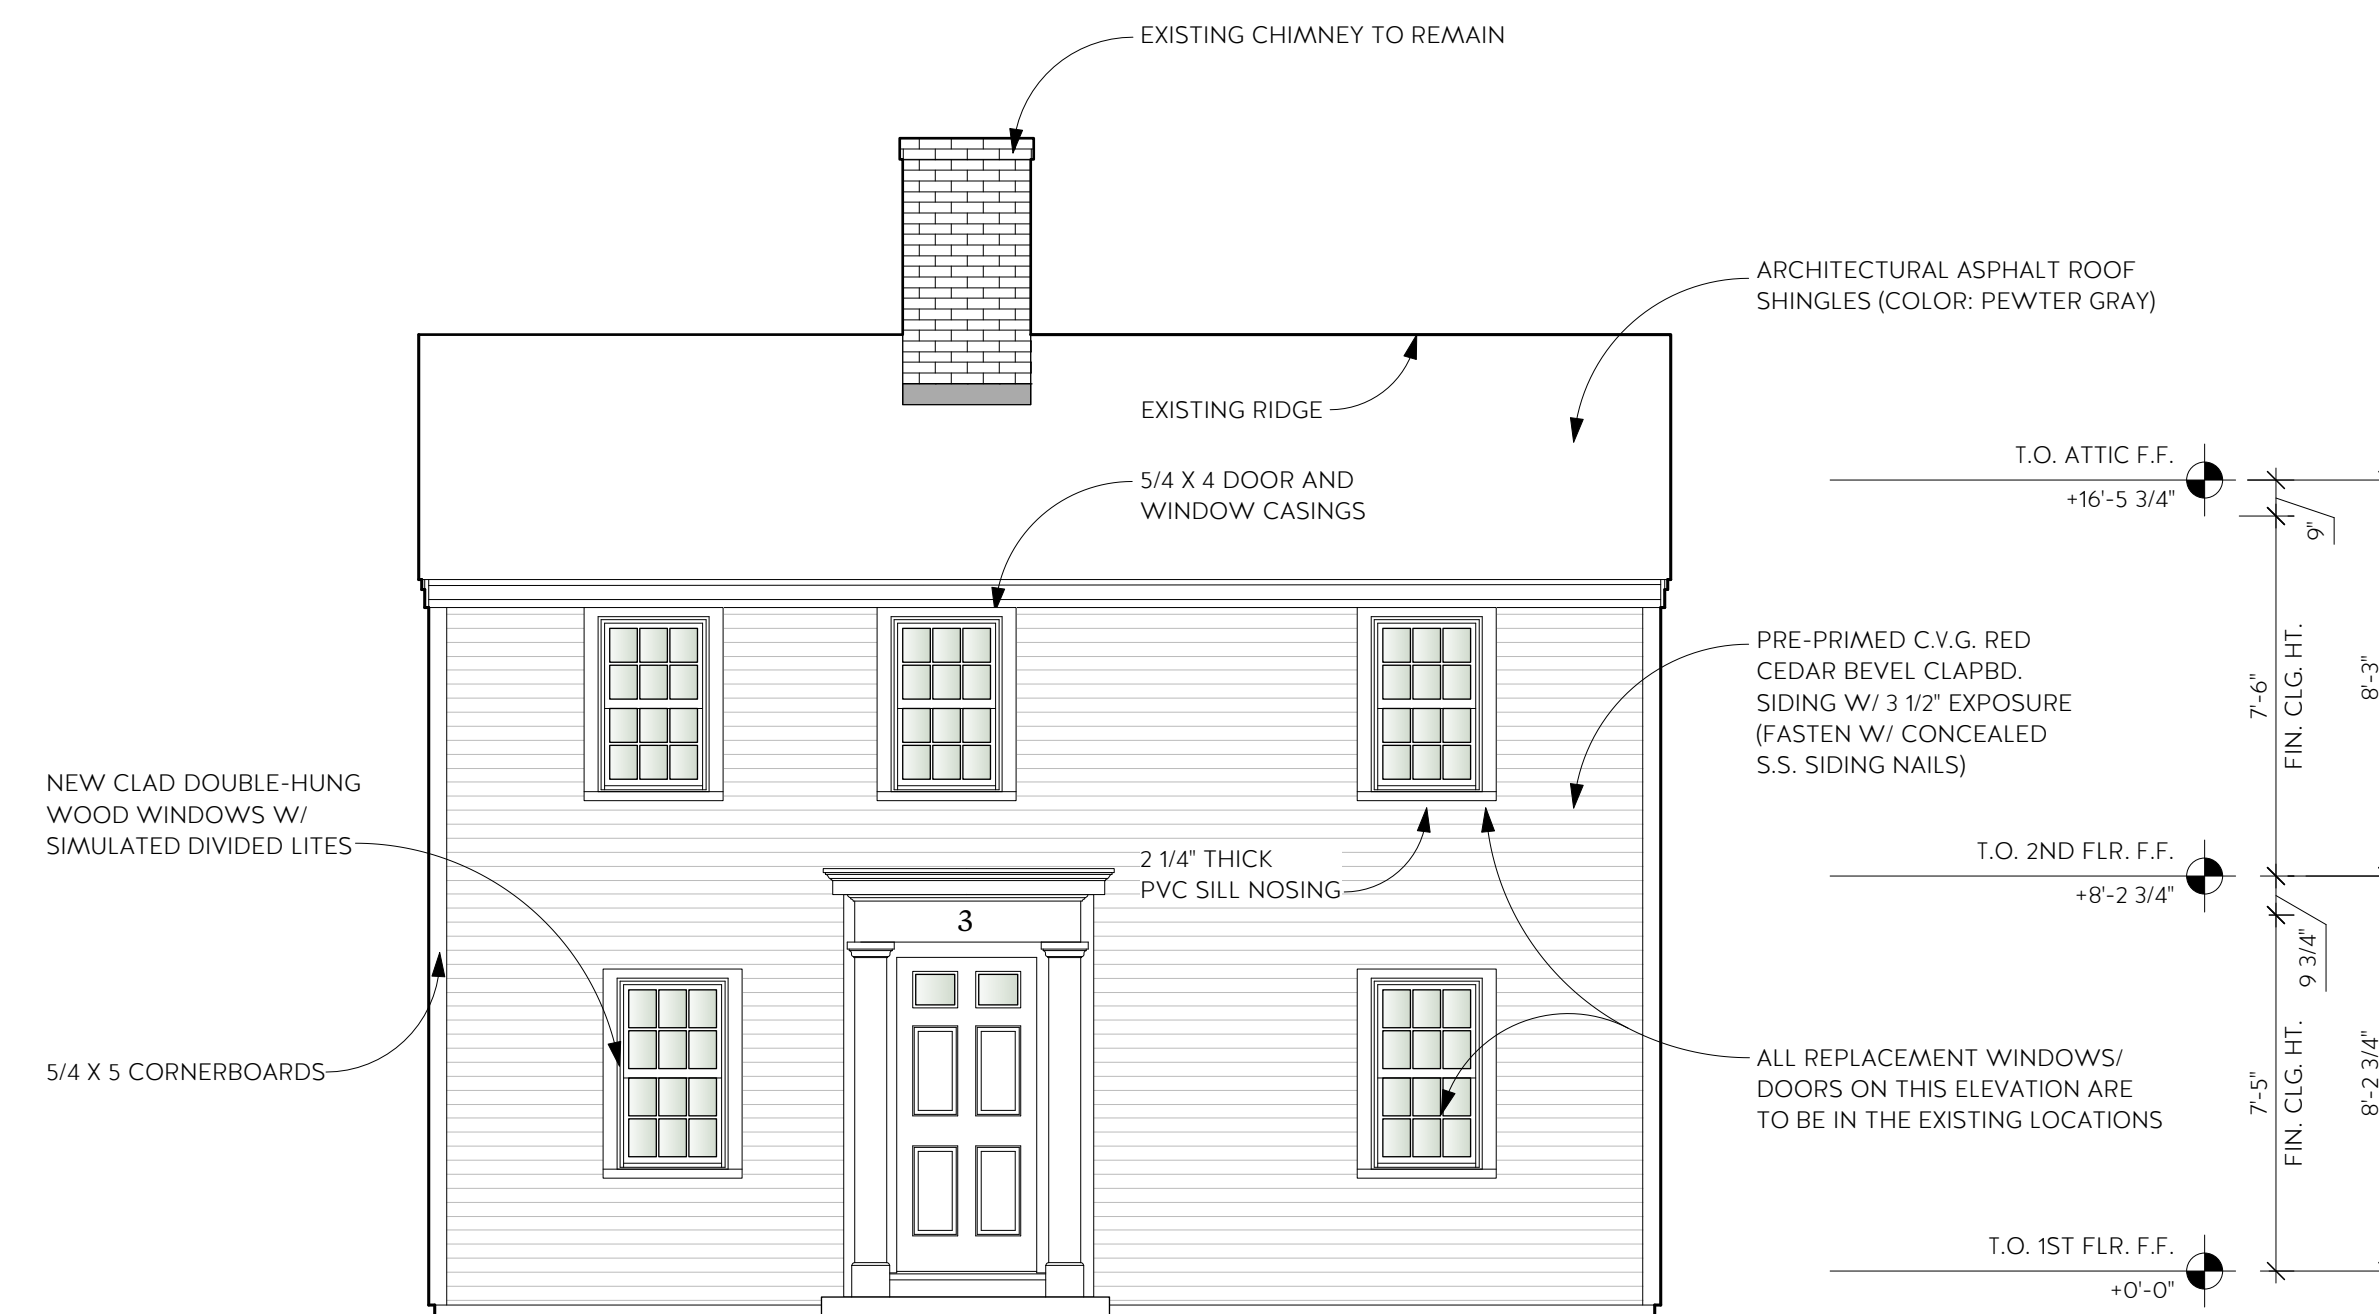 EXISTING CHIMNEY TO REMAIN
ARCHITECTURAL ASPHALT ROOF
SHINGLES (COLOR: PEWTER GRAY)
EXISTING RIDGE
5/4 X 4 DOOR AND
WINDOW CASINGS
T.O. ATTIC F.F.
+16'-5 3/4"
9"
PRE-PRIMED C.V.G. RED
CEDAR BEVEL CLAPBD.
SIDING W/ 3 1/2" EXPOSURE
(FASTEN W/ CONCEALED
S.S. SIDING NAILS)
7'-6"
FIN. CLG. HT.
8'-3"
NEW CLAD DOUBLE-HUNG
WOOD WINDOWS W/
SIMULATED DIVIDED LITES
2 1/4" THICK
PVC SILL NOSING
T.O. 2ND FLR. F.F.
+8'-2 3/4"
3
9 3/4"
5/4 X 5 CORNERBOARDS
ALL REPLACEMENT WINDOWS/
DOORS ON THIS ELEVATION ARE
TO BE IN THE EXISTING LOCATIONS
7'-5"
FIN. CLG. HT.
8'-2 3/4"
T.O. 1ST FLR. F.F.
+0'-0"